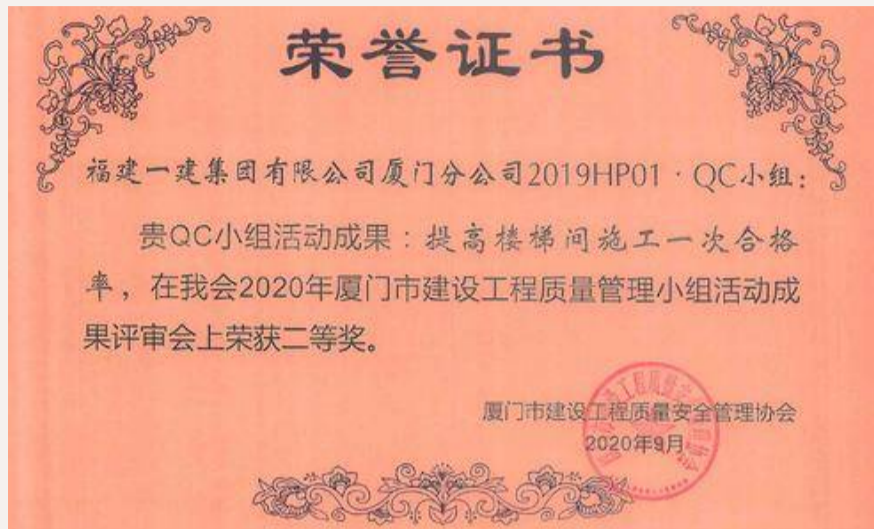 荣誉证书
福建一建集团有限公司厦门分公司2019HP01·QC小组：
贵QC小组活动成果：提高楼梯间施工一次合格
率，在我会2020年厦门市建设工程质量管理小组活动成
果评审会上荣获二等奖。
厦门市建设工程质量安全管理协会
2020年9月